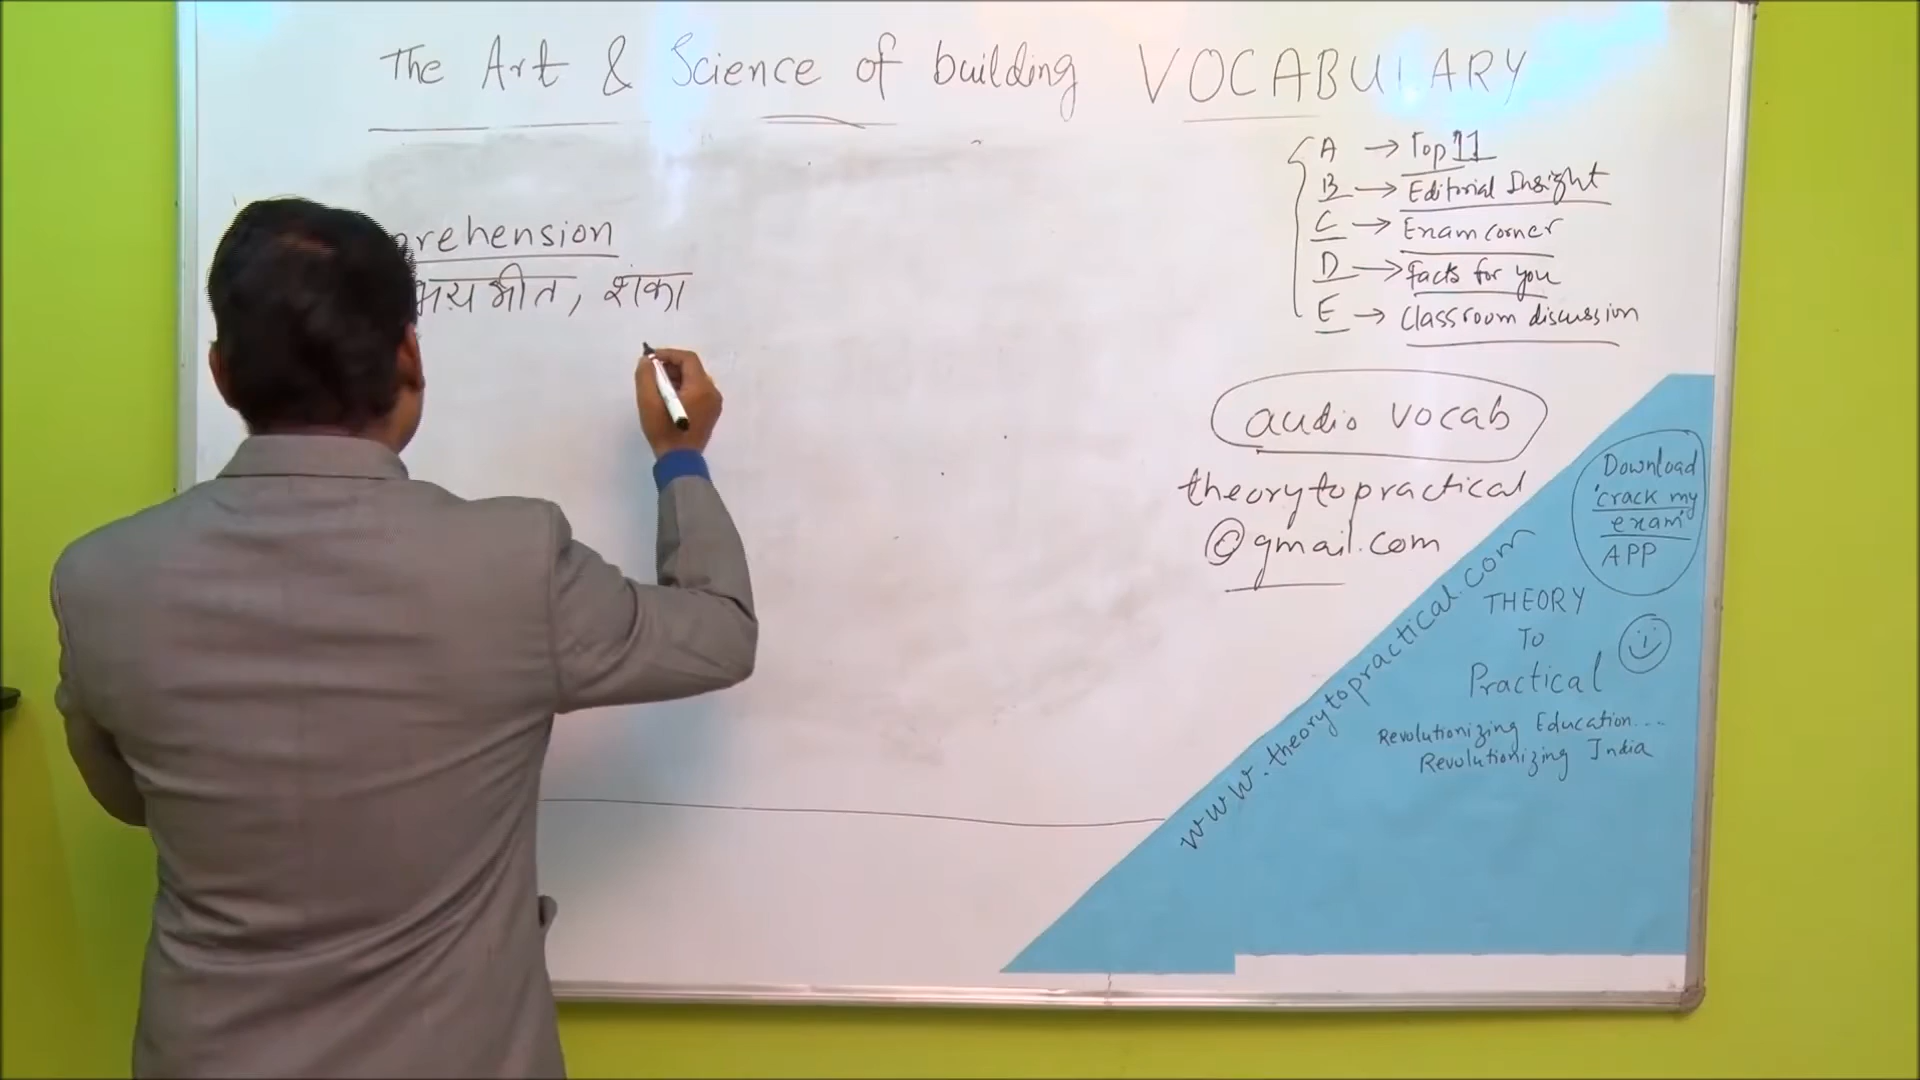 The Art & Science of building VOCABULARY
prehension
भयभीत, शंका
A → Top 11
B → Editorial Insight
C → Exam corner
D → facts for you
E → Classroom discussion
audio vocab
theorytopractical
@gmail.com
Download
'crack my
exam'
APP
www.theorytopractical.com
THEORY
To
Practical
Revolutionizing Education...
Revolutionizing India